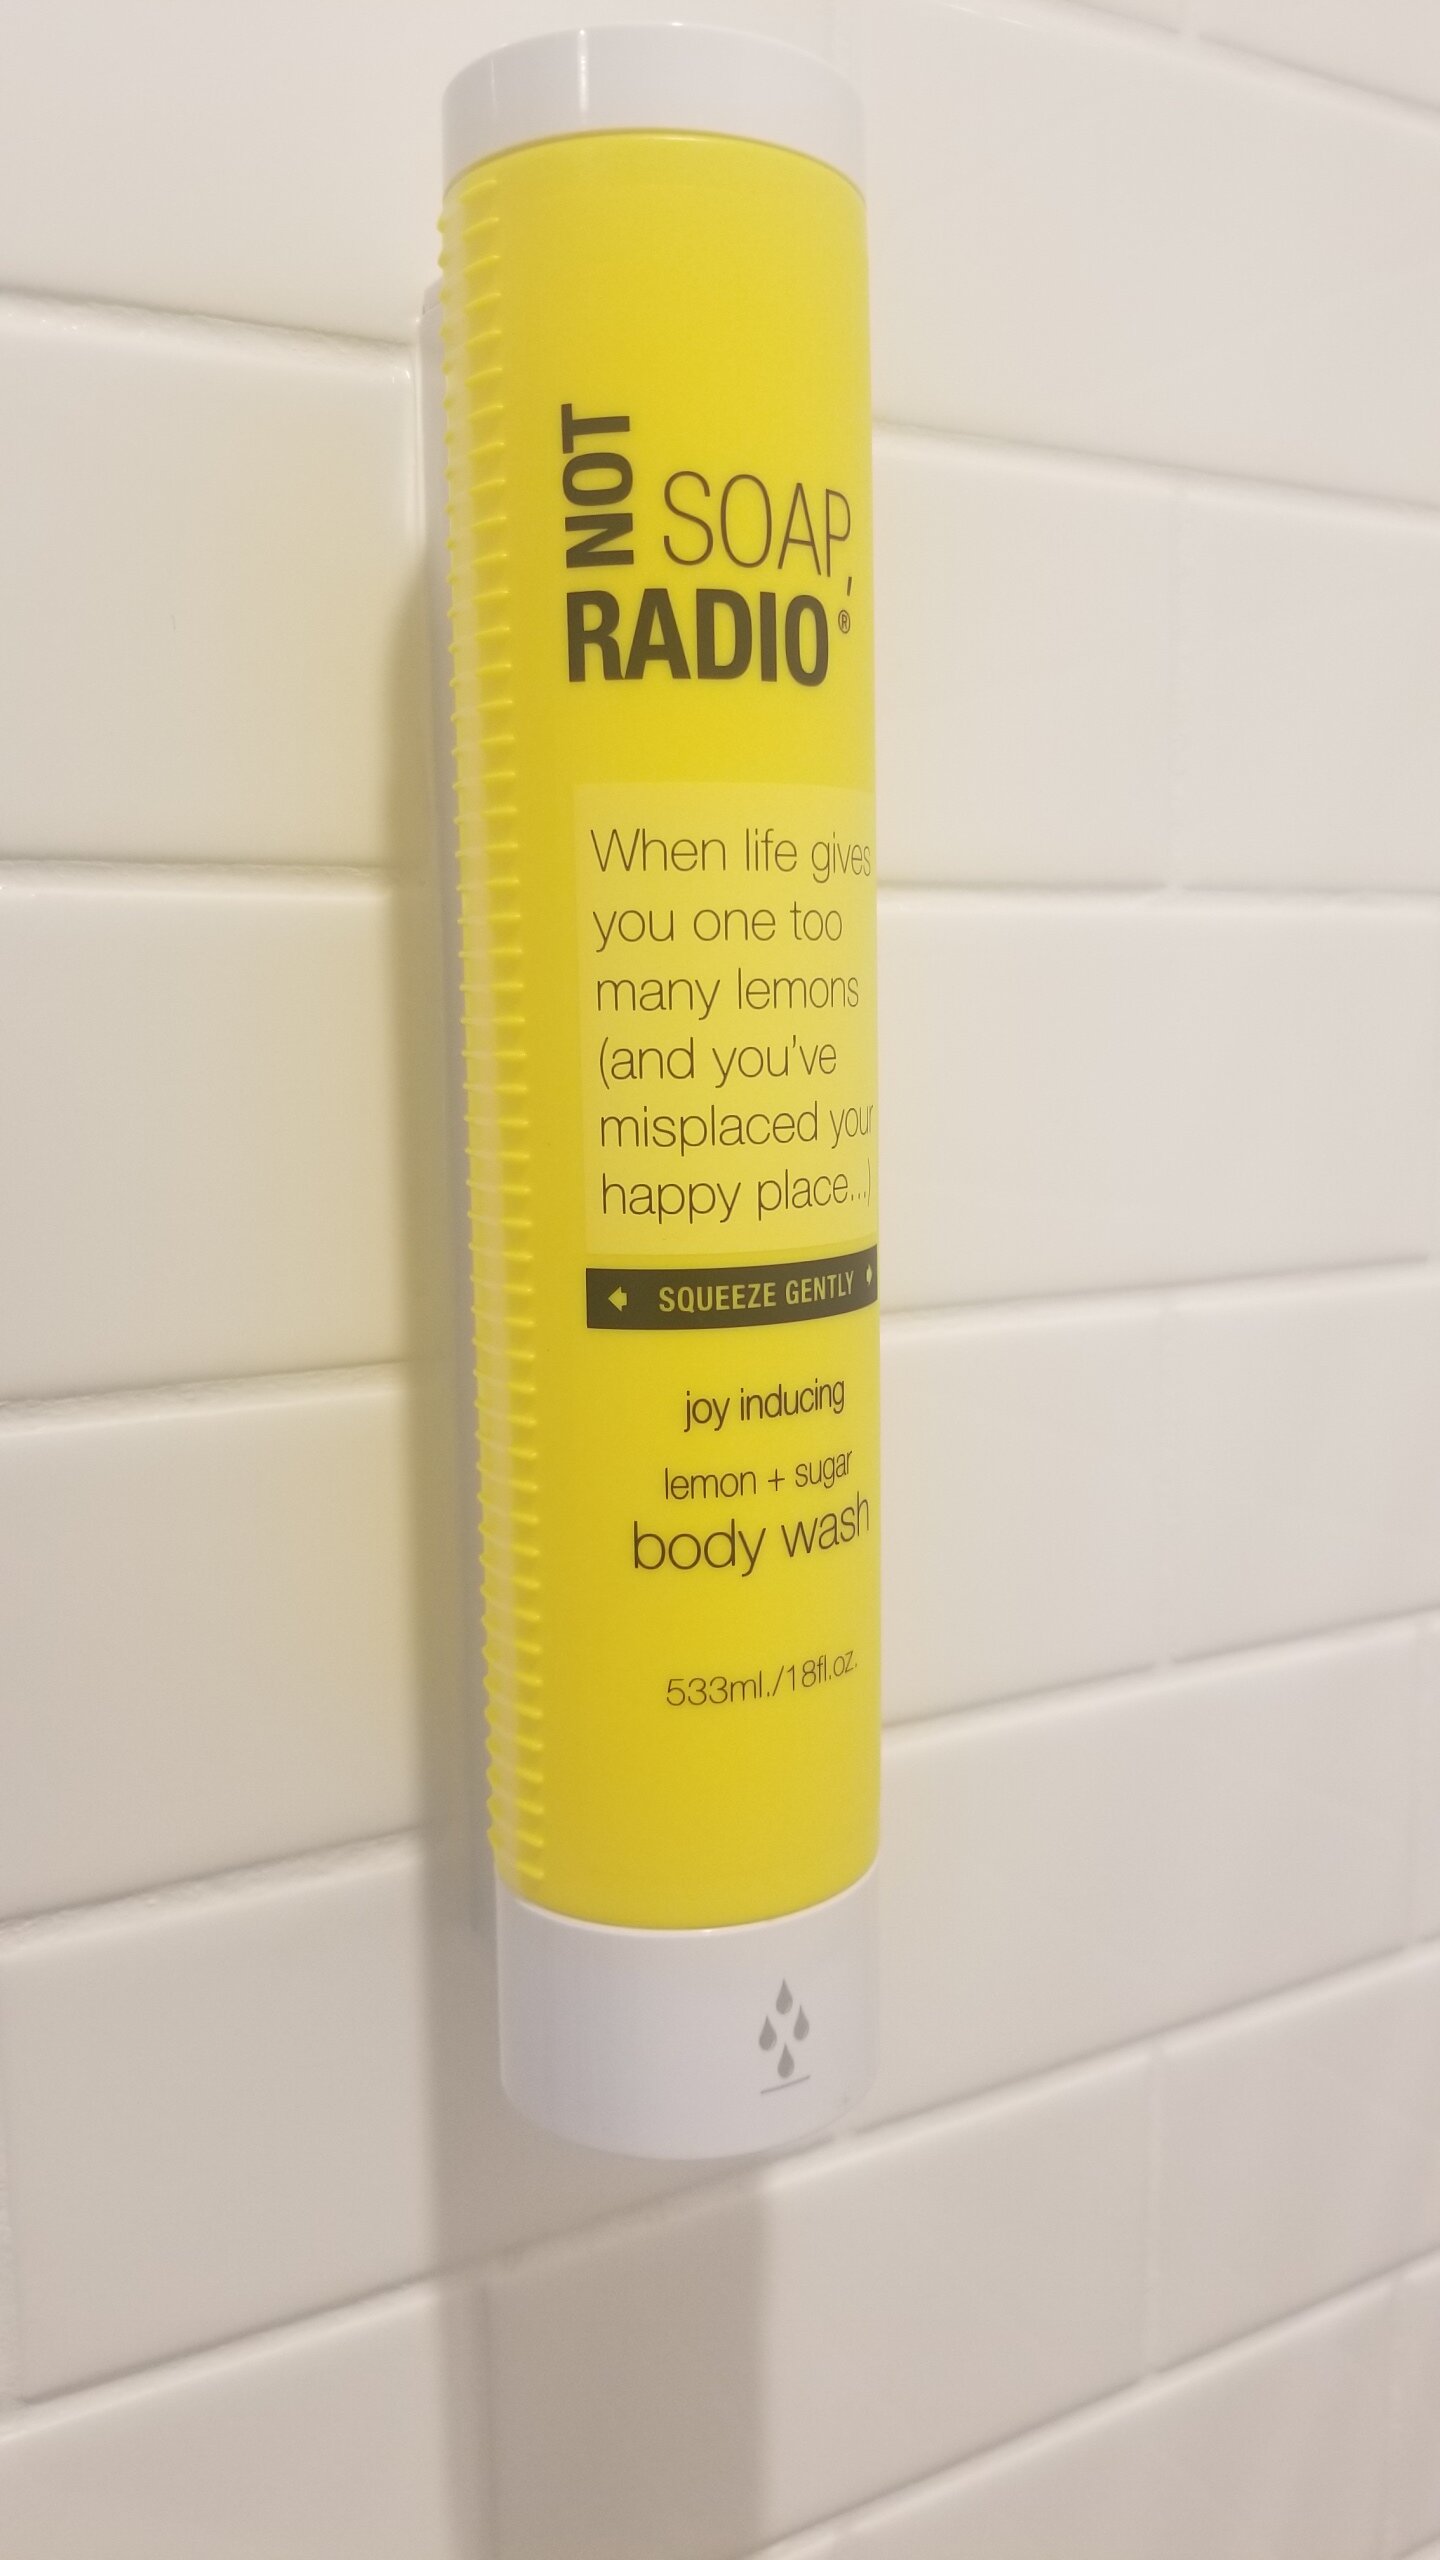 NOT
SOAP,
RADIO®
When life gives
you one too
many lemons
(and you've
misplaced your
happy place...)
SQUEEZE GENTLY
joy inducing
lemon + sugar
body wash
533ml./18fl.oz.